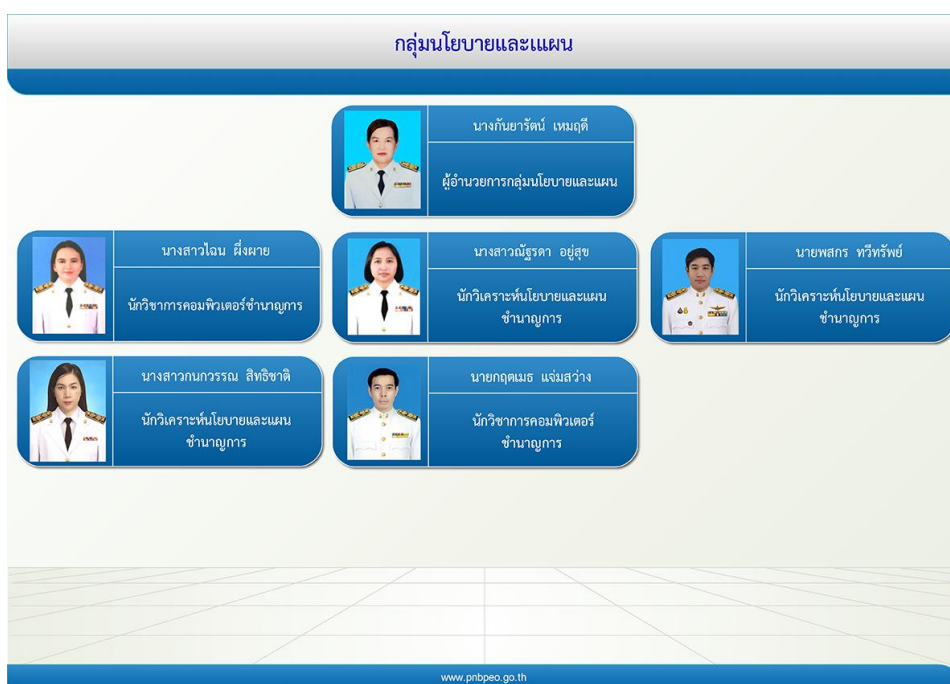 กลุ่มนโยบายและแผน
นางกันยารัตน์ เหมฤดี
ผู้อำนวยการกลุ่มนโยบายและแผน
นางสาวไฉน ผึ่งผาย
นักวิชาการคอมพิวเตอร์ชำนาญการ
นางสาวณัฐรดา อยู่สุข
นักวิเคราะห์นโยบายและแผน
ชำนาญการ
นายพสกร ทวีทรัพย์
นักวิเคราะห์นโยบายและแผน
ชำนาญการ
นางสาวกนกวรรณ สิทธิชาติ
นักวิเคราะห์นโยบายและแผน
ชำนาญการ
นายกฤตเมธ แจ่มสว่าง
นักวิชาการคอมพิวเตอร์
ชำนาญการ
www.pnbpeo.go.th